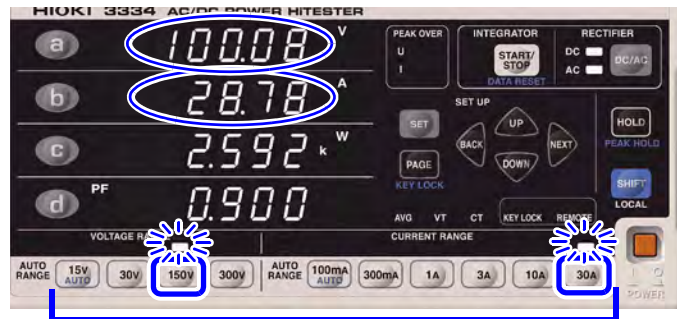 HIOKI 3334 AC/DC POWER HITESTER
a 100.08 V
b 28.78 A
c 2.592 k W
d PF 0.900
PEAK OVER
U
I
INTEGRATOR
START/
STOP
DATA RESET
RECTIFIER
DC
AC
DC/AC
SET UP
SET
PAGE
KEY LOCK
UP
BACK
NEXT
DOWN
HOLD
PEAK HOLD
SHIFT
LOCAL
AVG VT CT KEY LOCK REMOTE
VOLTAGE
CURRENT RANGE
AUTO
RANGE
15V
AUTO
30V
150V
300V
AUTO
RANGE
100mA
AUTO
300mA
1A
3A
10A
30A
POWER